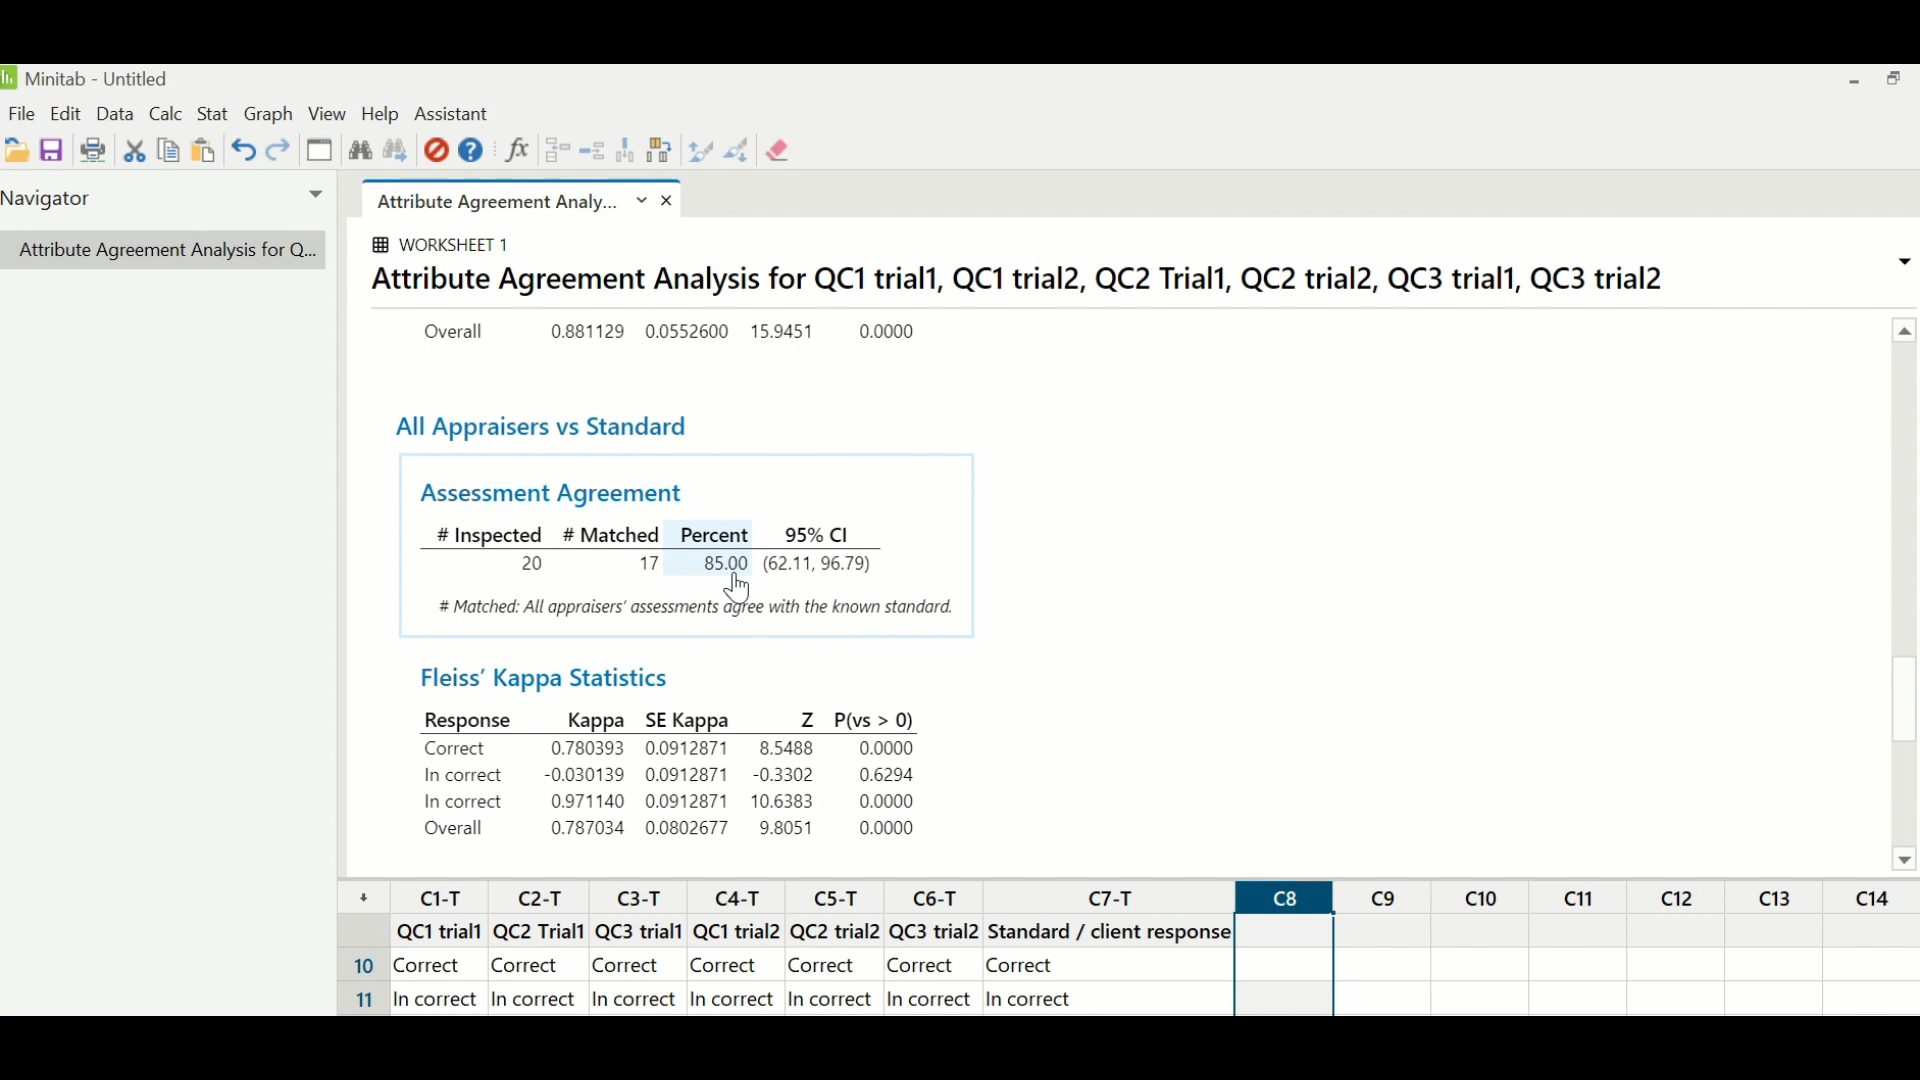 Minitab - Untitled
File Edit Data Calc Stat Graph View Help Assistant
fx
Navigator
Attribute Agreement Analy...
Attribute Agreement Analysis for Q...
WORKSHEET 1
Attribute Agreement Analysis for QC1 trial1, QC1 trial2, QC2 Trial1, QC2 trial2, QC3 trial1, QC3 trial2
Overall 0.881129 0.0552600 15.9451 0.0000
All Appraisers vs Standard
Assessment Agreement
# Inspected # Matched Percent 95% CI
20 17 85.00 (62.11, 96.79)
# Matched: All appraisers' assessments agree with the known standard.
Fleiss' Kappa Statistics
Response Kappa SE Kappa Z P(vs > 0)
Correct 0.780393 0.0912871 8.5488 0.0000
In correct -0.030139 0.0912871 -0.3302 0.6294
In correct 0.971140 0.0912871 10.6383 0.0000
Overall 0.787034 0.0802677 9.8051 0.0000
C1-T C2-T C3-T C4-T C5-T C6-T C7-T C8 C9 C10 C11 C12 C13 C14
QC1 trial1 QC2 Trial1 QC3 trial1 QC1 trial2 QC2 trial2 QC3 trial2 Standard / client response
10 Correct Correct Correct Correct Correct Correct Correct
11 In correct In correct In correct In correct In correct In correct In correct